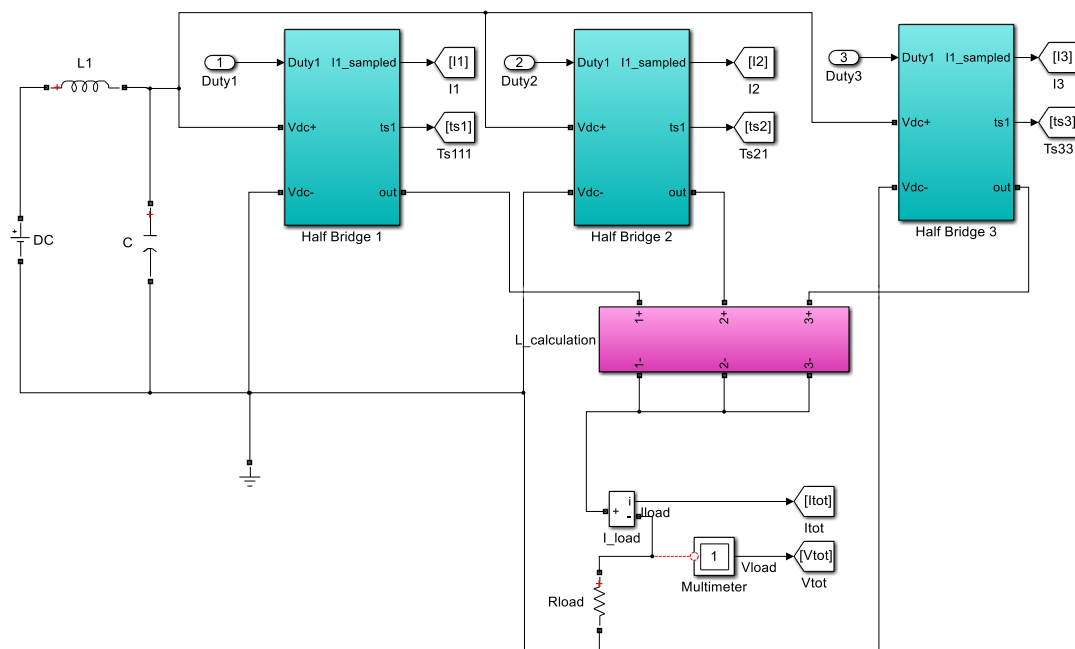 L1
DC
C
1
Duty1
Duty1
I1_sampled
Vdc+
ts1
Vdc-
out
Half Bridge 1
[I1]
I1
[ts1]
Ts111
2
Duty2
Duty1
I1_sampled
Vdc+
ts1
Vdc-
out
Half Bridge 2
[I2]
I2
[ts2]
Ts21
3
Duty3
Duty1
I1_sampled
Vdc+
ts1
Vdc-
out
Half Bridge 3
[I3]
I3
[ts3]
Ts33
1+
2+
3+
L_calculation
1-
2-
3-
+
i
-
Iload
I_load
[Itot]
Itot
1
Multimeter
Vload
[Vtot]
Vtot
Rload